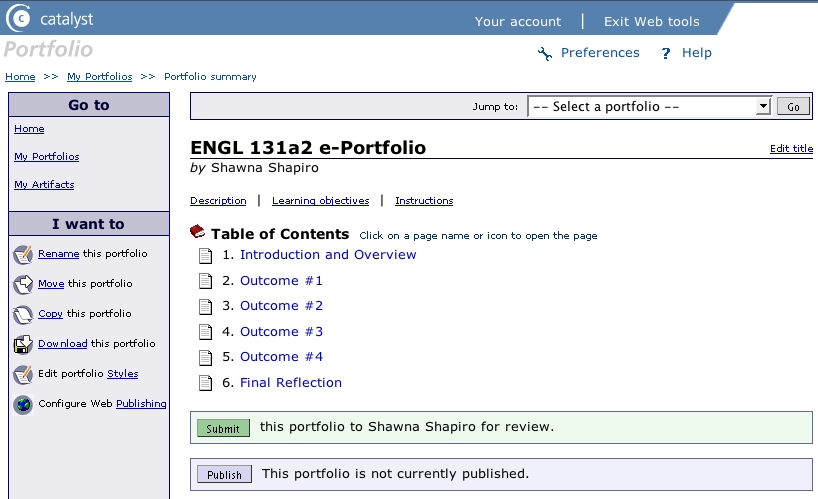 catalyst
Your account | Exit Web tools
Portfolio
Preferences ? Help
Home >> My Portfolios >> Portfolio summary
Go to
Home
My Portfolios
My Artifacts
I want to
Rename this portfolio
Move this portfolio
Copy this portfolio
Download this portfolio
Edit portfolio Styles
Configure Web Publishing
Jump to: -- Select a portfolio -- Go
ENGL 131a2 e-Portfolio Edit title
by Shawna Shapiro
Description | Learning objectives | Instructions
Table of Contents Click on a page name or icon to open the page
1. Introduction and Overview
2. Outcome #1
3. Outcome #2
4. Outcome #3
5. Outcome #4
6. Final Reflection
Submit this portfolio to Shawna Shapiro for review.
Publish This portfolio is not currently published.